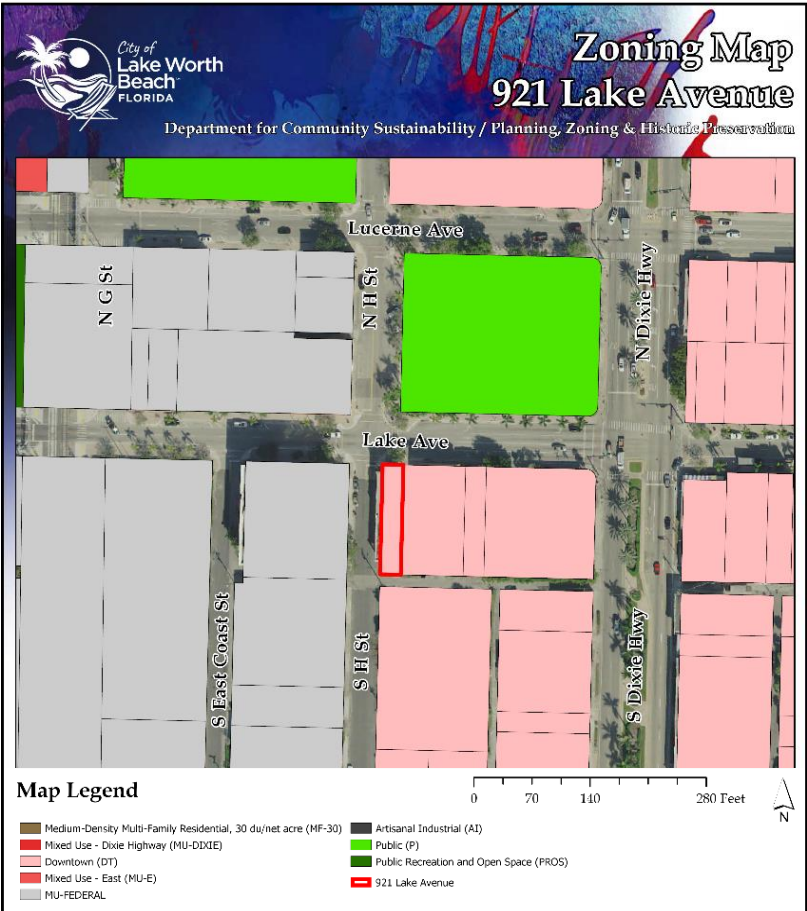 City of
Lake Worth
Beach
FLORIDA
Zoning Map
921 Lake Avenue
Department for Community Sustainability / Planning, Zoning & Historic Preservation
Lucerne Ave
N G St
N H St
N Dixie Hwy
Lake Ave
S East Coast St
S H St
S Dixie Hwy
Map Legend
0 70 140 280 Feet
N
Medium-Density Multi-Family Residential, 30 du/net acre (MF-30)
Mixed Use - Dixie Highway (MU-DIXIE)
Downtown (DT)
Mixed Use - East (MU-E)
MU-FEDERAL
Artisanal Industrial (AI)
Public (P)
Public Recreation and Open Space (PROS)
921 Lake Avenue